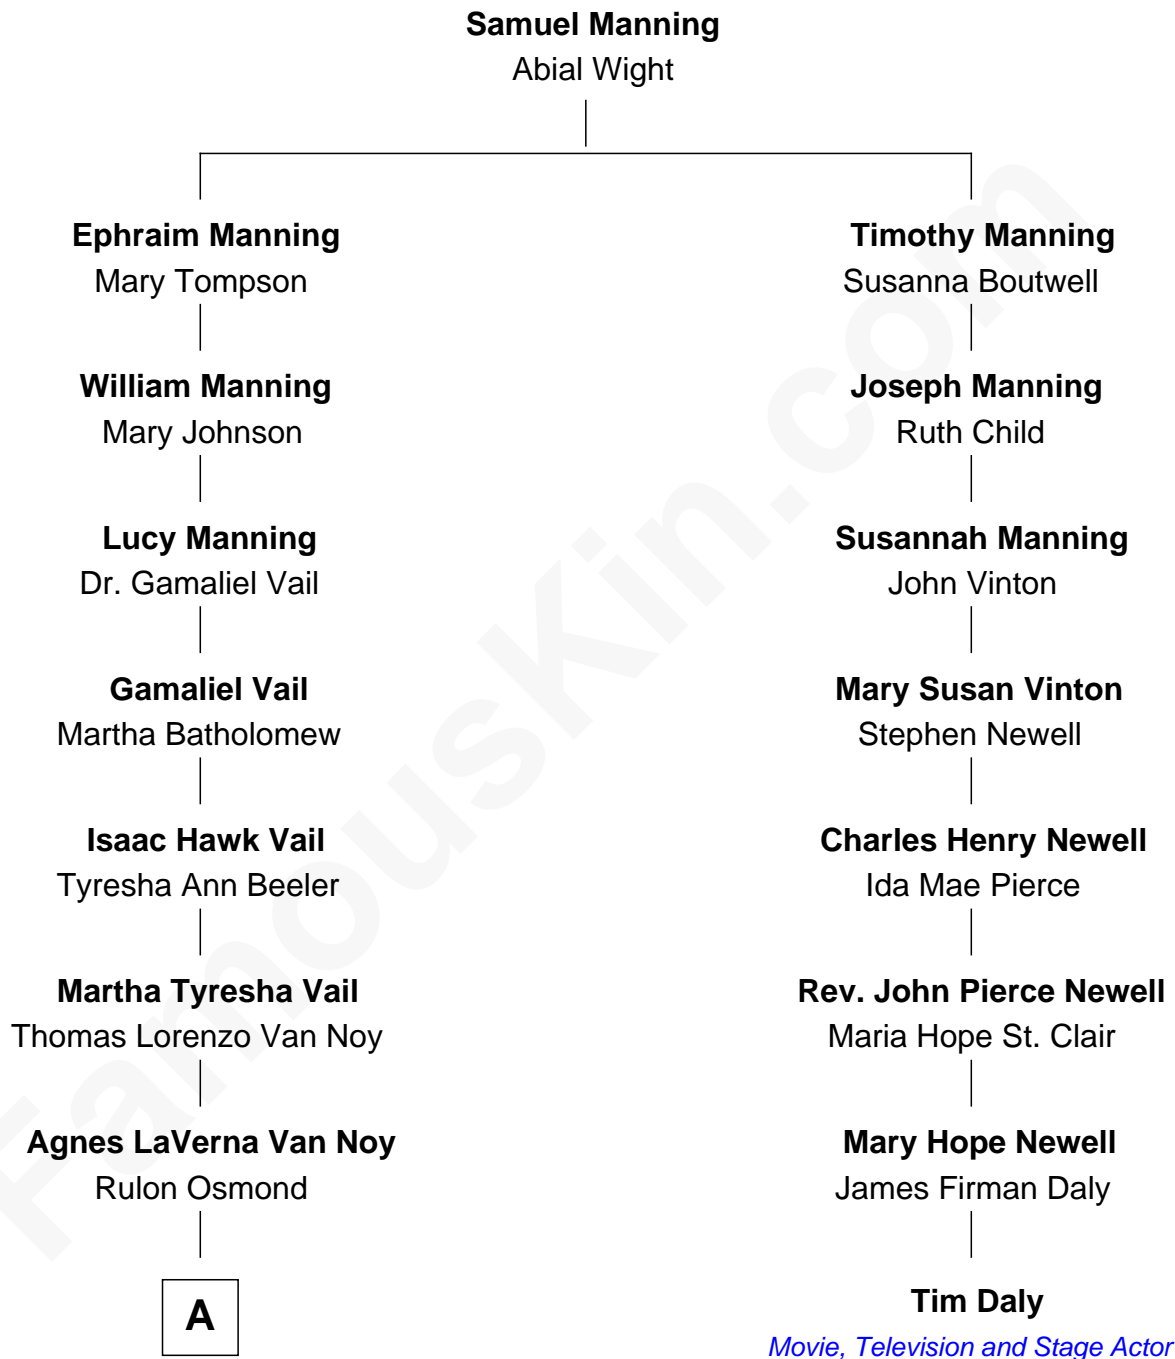 Samuel Manning
Abial Wight
Ephraim Manning
Mary Tompson
Timothy Manning
Susanna Boutwell
William Manning
Mary Johnson
Joseph Manning
Ruth Child
Lucy Manning
Dr. Gamaliel Vail
Susannah Manning
John Vinton
Gamaliel Vail
Martha Batholomew
Mary Susan Vinton
Stephen Newell
Isaac Hawk Vail
Tyresha Ann Beeler
Charles Henry Newell
Ida Mae Pierce
Martha Tyresha Vail
Thomas Lorenzo Van Noy
Rev. John Pierce Newell
Maria Hope St. Clair
Agnes LaVerna Van Noy
Rulon Osmond
Mary Hope Newell
James Firman Daly
A
Tim Daly
Movie, Television and Stage Actor
FamousKin.com